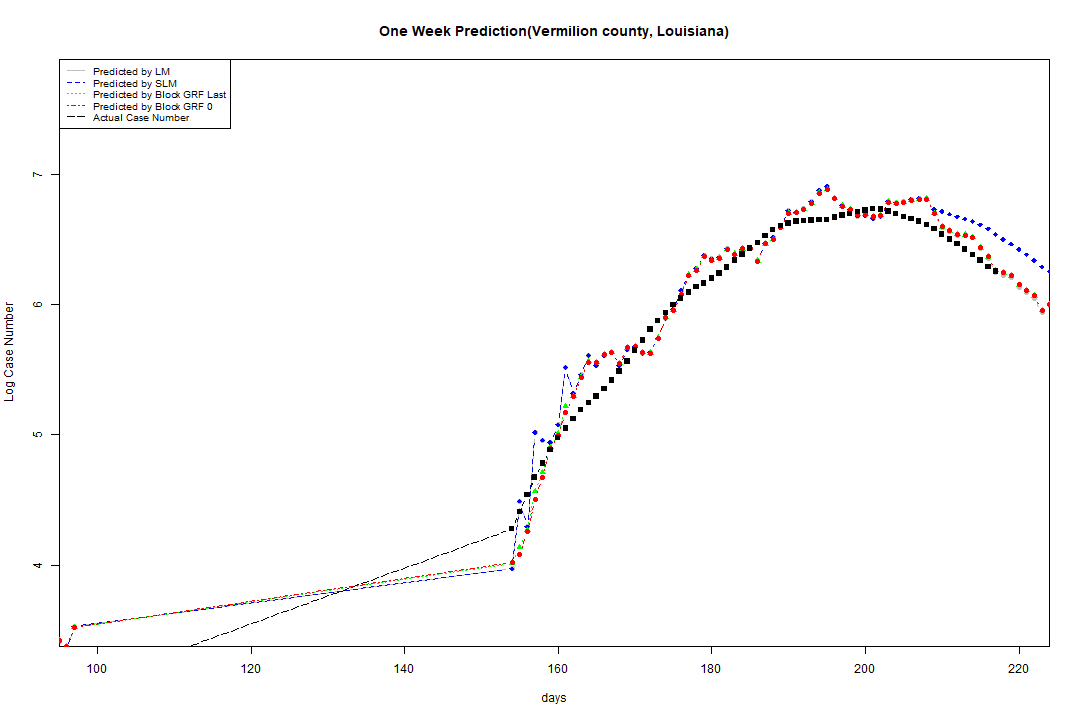 One Week Prediction(Vermilion county, Louisiana)
Predicted by LM
Predicted by SLM
Predicted by Block GRF Last
Predicted by Block GRF 0
Actual Case Number
7
6
5
4
Log Case Number
100 120 140 160 180 200 220
days